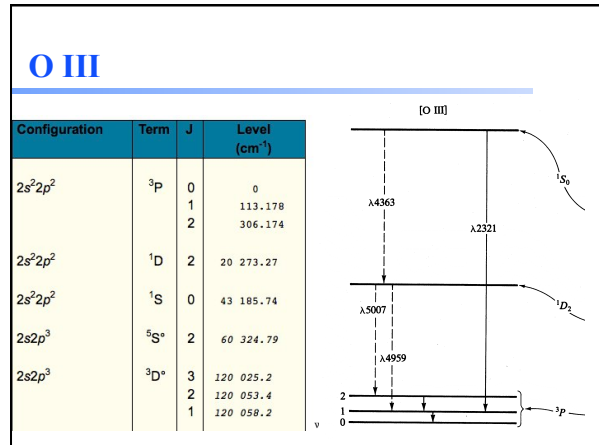 O III
Configuration Term J Level
(cm⁻¹)
2s²2p² ³P 0 0
1 113.178
2 306.174
2s²2p² ¹D 2 20 273.27
2s²2p² ¹S 0 43 185.74
2s2p³ ⁵S° 2 60 324.79
2s2p³ ³D° 3 120 025.2
2 120 053.4
1 120 058.2
[O III]
¹S₀
λ4363
λ2321
¹D₂
λ5007
λ4959
2
1
0
³P
ν